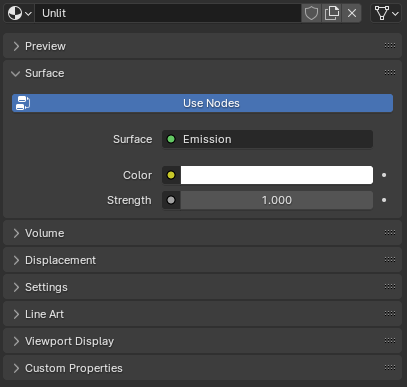 Unlit
Preview
Surface
Use Nodes
Surface Emission
Color
Strength 1.000
Volume
Displacement
Settings
Line Art
Viewport Display
Custom Properties